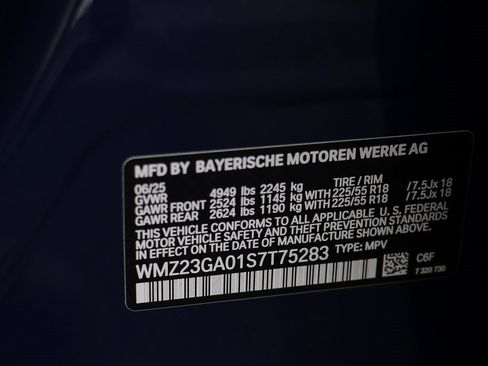 MFD BY BAYERISCHE MOTOREN WERKE AG
06/25 TIRE / RIM
GVWR 4949 lbs 2245 kg
GAWR FRONT 2524 lbs 1145 kg WITH 225/55 R18 /7.5Jx 18
GAWR REAR 2624 lbs 1190 kg WITH 225/55 R18 /7.5Jx 18
THIS VEHICLE CONFORMS TO ALL APPLICABLE U.S. FEDERAL
MOTOR VEHICLE SAFETY AND THEFT PREVENTION STANDARDS
IN EFFECT ON THE DATE OF MANUFACTURE SHOWN ABOVE.
WMZ23GA01S7T75283 TYPE: MPV
C6F
7 320 730